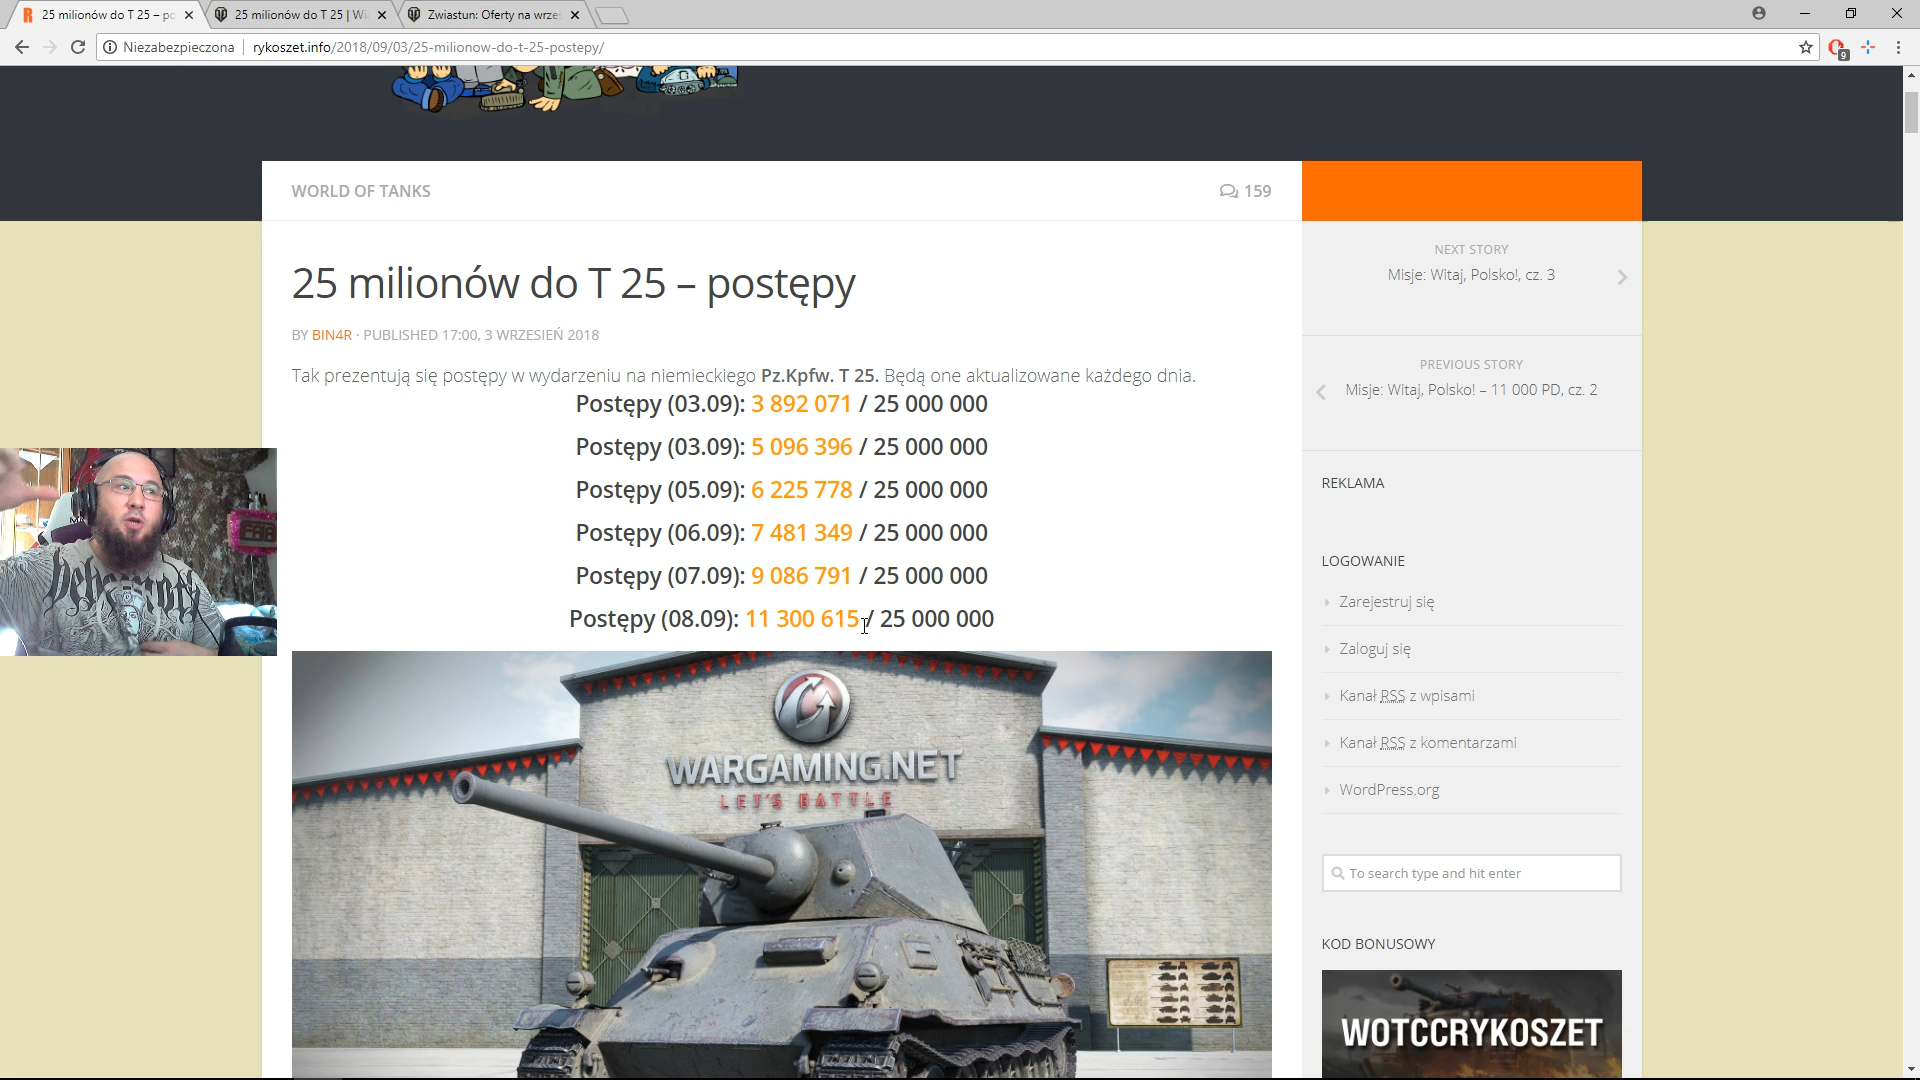 25 milionów do T 25 – po
25 milionów do T 25 | Wi
Zwiastun: Oferty na wrze
Niezabezpieczona
rykoszet.info/2018/09/03/25-milionow-do-t-25-postepy/
9
WORLD OF TANKS
159
25 milionów do T 25 – postępy
BY BIN4R · PUBLISHED 17:00, 3 WRZESIEŃ 2018
Tak prezentują się postępy w wydarzeniu na niemieckiego Pz.Kpfw. T 25. Będą one aktualizowane każdego dnia.
Postępy (03.09): 3 892 071 / 25 000 000
Postępy (03.09): 5 096 396 / 25 000 000
Postępy (05.09): 6 225 778 / 25 000 000
Postępy (06.09): 7 481 349 / 25 000 000
Postępy (07.09): 9 086 791 / 25 000 000
Postępy (08.09): 11 300 615 / 25 000 000
WARGAMING.NET
LET'S BATTLE
NEXT STORY
Misje: Witaj, Polsko!, cz. 3
PREVIOUS STORY
Misje: Witaj, Polsko! – 11 000 PD, cz. 2
REKLAMA
LOGOWANIE
Zarejestruj się
Zaloguj się
Kanał RSS z wpisami
Kanał RSS z komentarzami
WordPress.org
To search type and hit enter
KOD BONUSOWY
WOTCCRYKOSZET